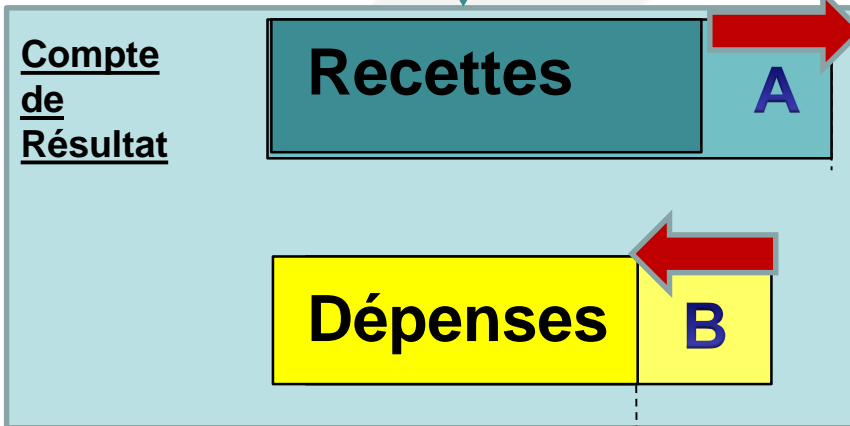 Compte
de
Résultat
Recettes
A
Dépenses
B